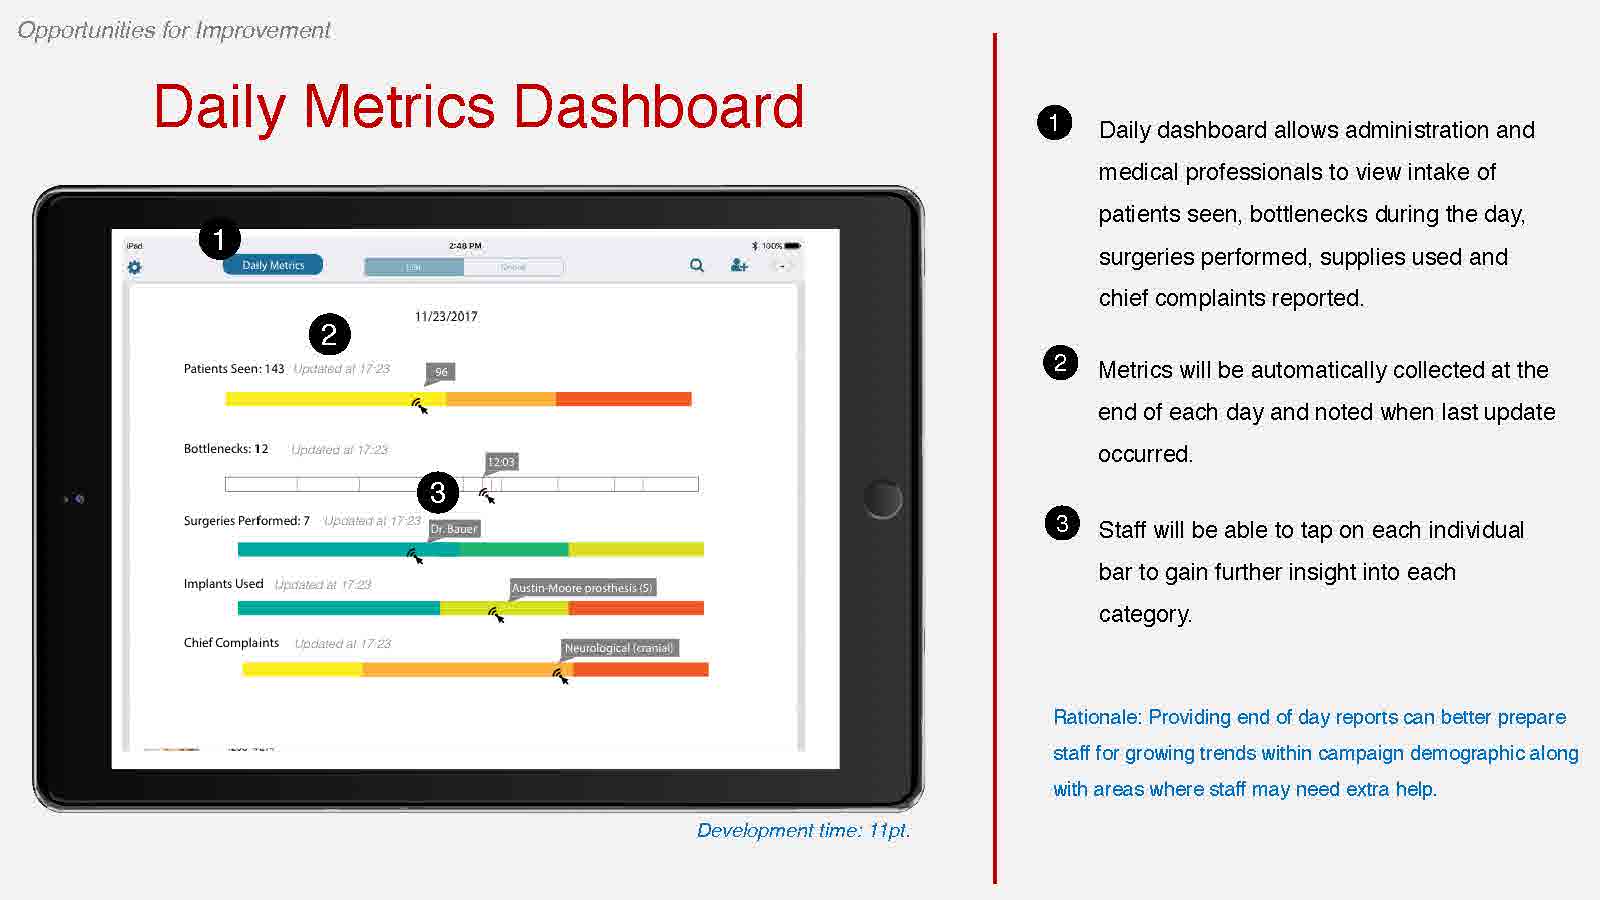 Opportunities for Improvement
Daily Metrics Dashboard
1
iPad
2:48 PM
100%
Daily Metrics
11/23/2017
2
Patients Seen: 143 Updated at 17:23
96
Bottlenecks: 12 Updated at 17:23
12:03
3
Surgeries Performed: 7 Updated at 17:23
Dr. Bauer
Implants Used Updated at 17:23
Austin-Moore prosthesis (5)
Chief Complaints Updated at 17:23
Neurological (cranial)
Development time: 11pt.
1 Daily dashboard allows administration and
medical professionals to view intake of
patients seen, bottlenecks during the day,
surgeries performed, supplies used and
chief complaints reported.
2 Metrics will be automatically collected at the
end of each day and noted when last update
occurred.
3 Staff will be able to tap on each individual
bar to gain further insight into each
category.
Rationale: Providing end of day reports can better prepare
staff for growing trends within campaign demographic along
with areas where staff may need extra help.